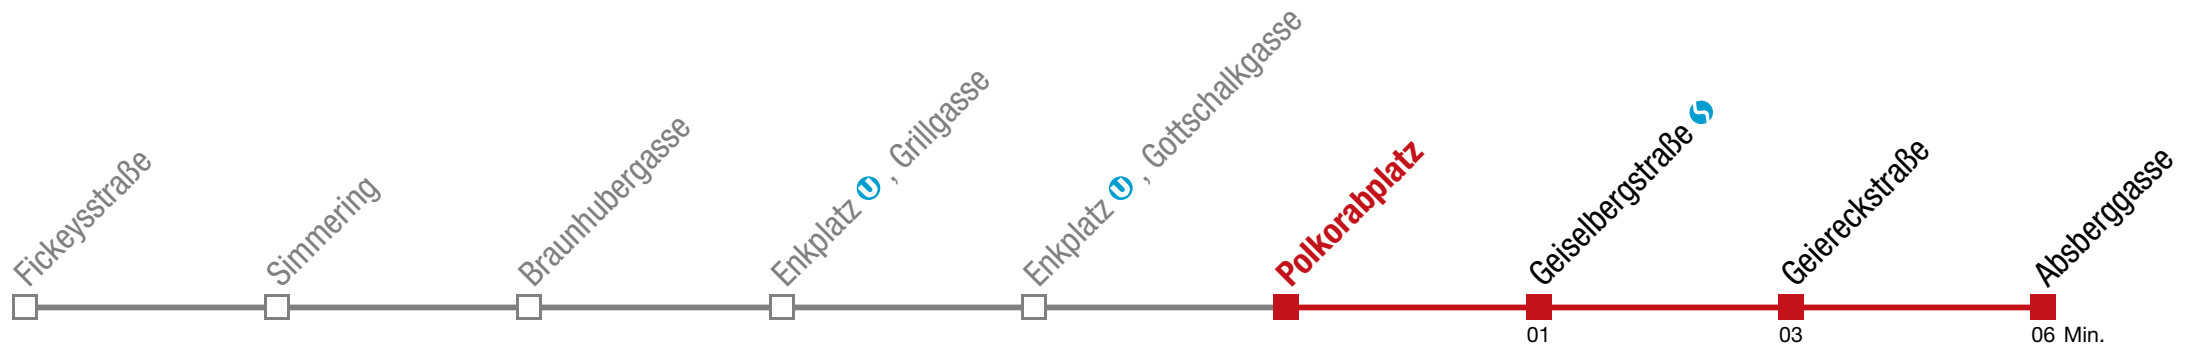 Fickeysstraße
Simmering
Braunhubergasse
Enkplatz U , Grillgasse
Enkplatz U , Gottschalkgasse
Polkorabplatz
Geiselbergstraße S
Geiereckstraße
Absberggasse
01
03
06 Min.